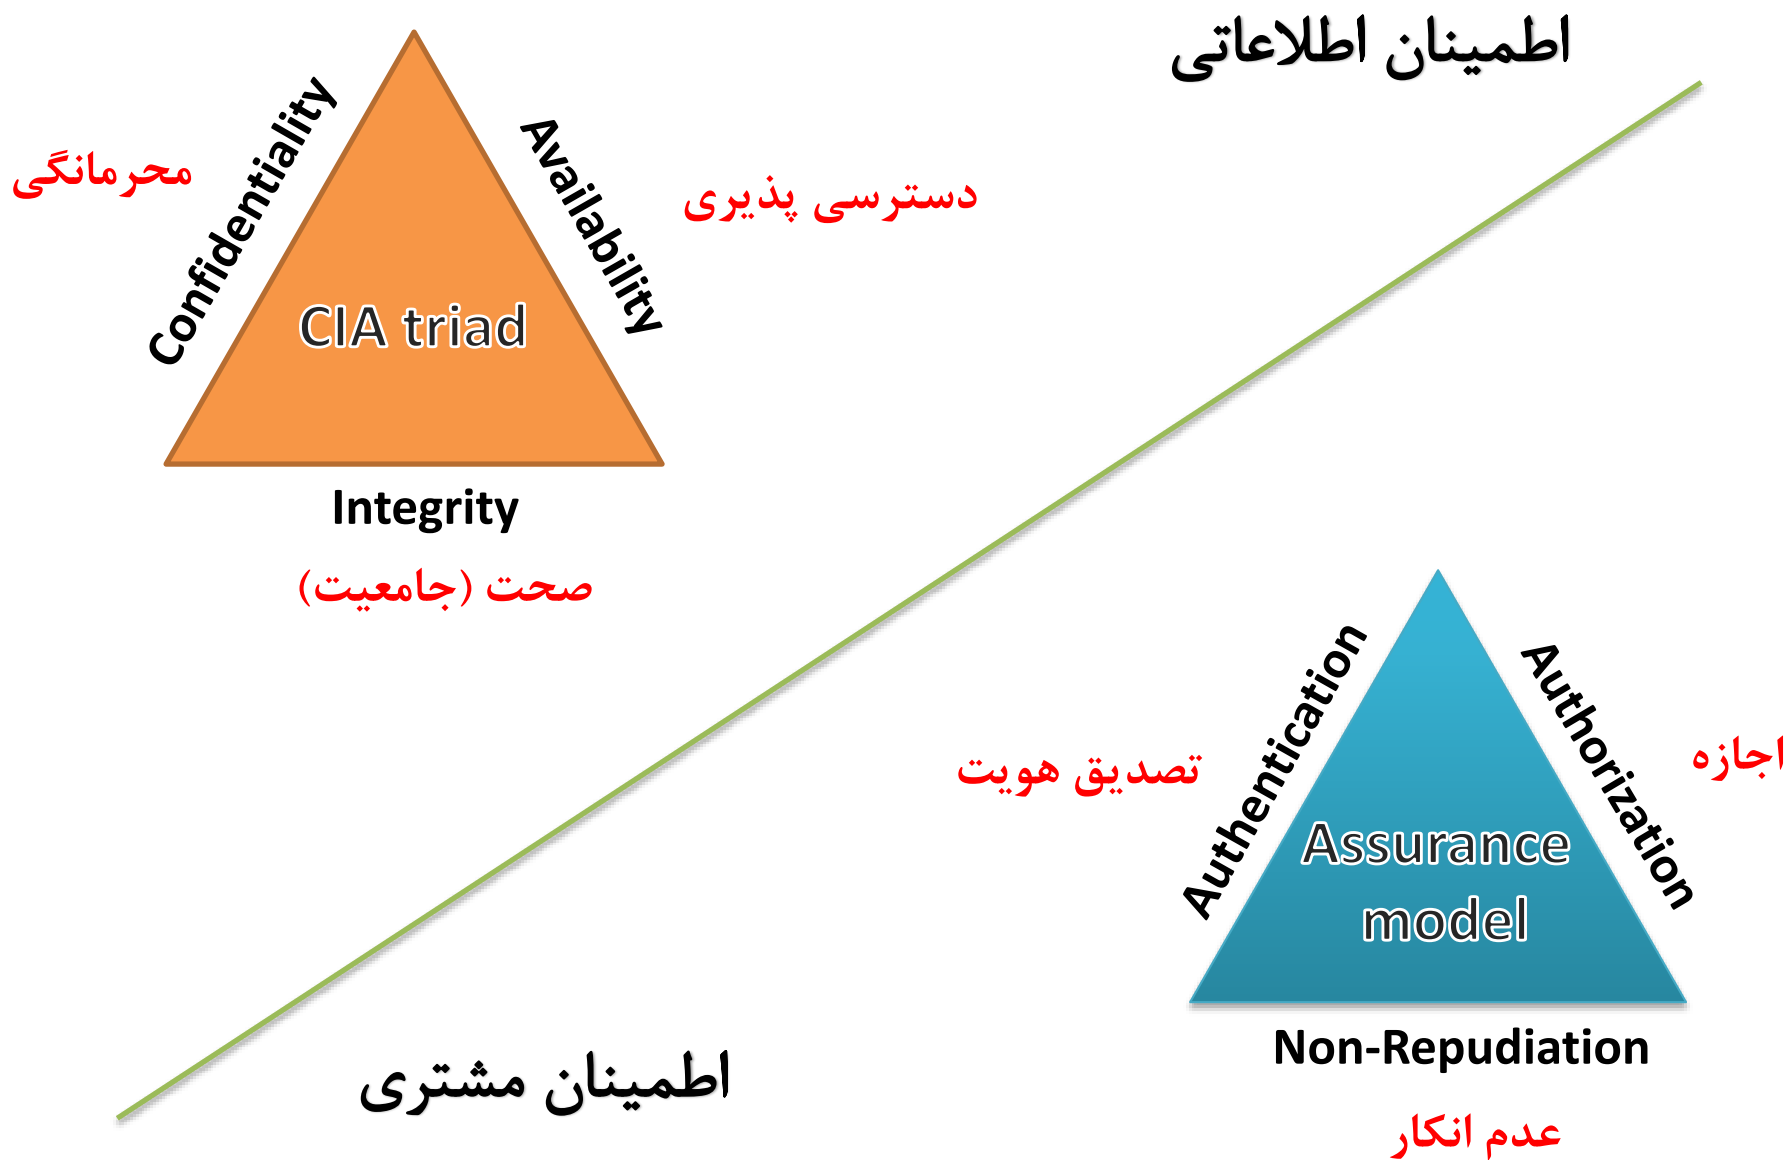 اطمینان اطلاعاتی
Confidentiality
محرمانگی
Availability
دسترسی پذیری
CIA triad
Integrity
صحت (جامعیت)
Authentication
تصدیق هویت
Authorization
اجازه
Assurance
model
Non-Repudiation
عدم انکار
اطمینان مشتری